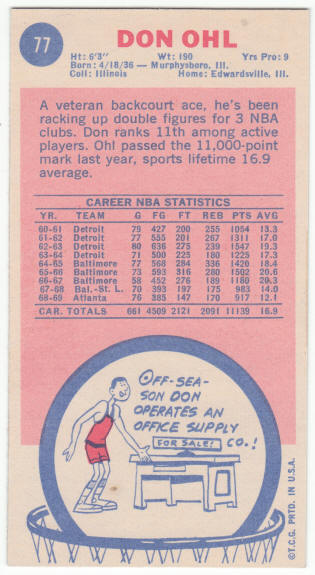 77
DON OHL
Ht: 6'3" Wt: 190 Yrs Pro: 9
Born: 4/18/36 — Murphysboro, Ill.
Coll: Illinois Home: Edwardsville, Ill.
A veteran backcourt ace, he's been
racking up double figures for 3 NBA
clubs. Don ranks 11th among active
players. Ohl passed the 11,000-point
mark last year, sports lifetime 16.9
average.
CAREER NBA STATISTICS
YR. TEAM G FG FT REB PTS AVG
60-61 Detroit 79 427 200 255 1054 13.3
61-62 Detroit 77 555 201 267 1311 17.0
62-63 Detroit 80 636 275 239 1547 19.3
63-64 Detroit 71 500 225 180 1225 17.3
64-65 Baltimore 77 568 284 336 1420 18.4
65-66 Baltimore 73 593 316 280 1502 20.6
66-67 Baltimore 58 452 276 189 1180 20.3
67-68 Bal.-St. L. 70 393 197 175 983 14.0
68-69 Atlanta 76 385 147 170 917 12.1
CAR. TOTALS 661 4509 2121 2091 11139 16.9
OFF-SEA-
SON DON
OPERATES AN
OFFICE SUPPLY
CO.!
FOR SALE!
©T.C.G. PRTD. IN U.S.A.